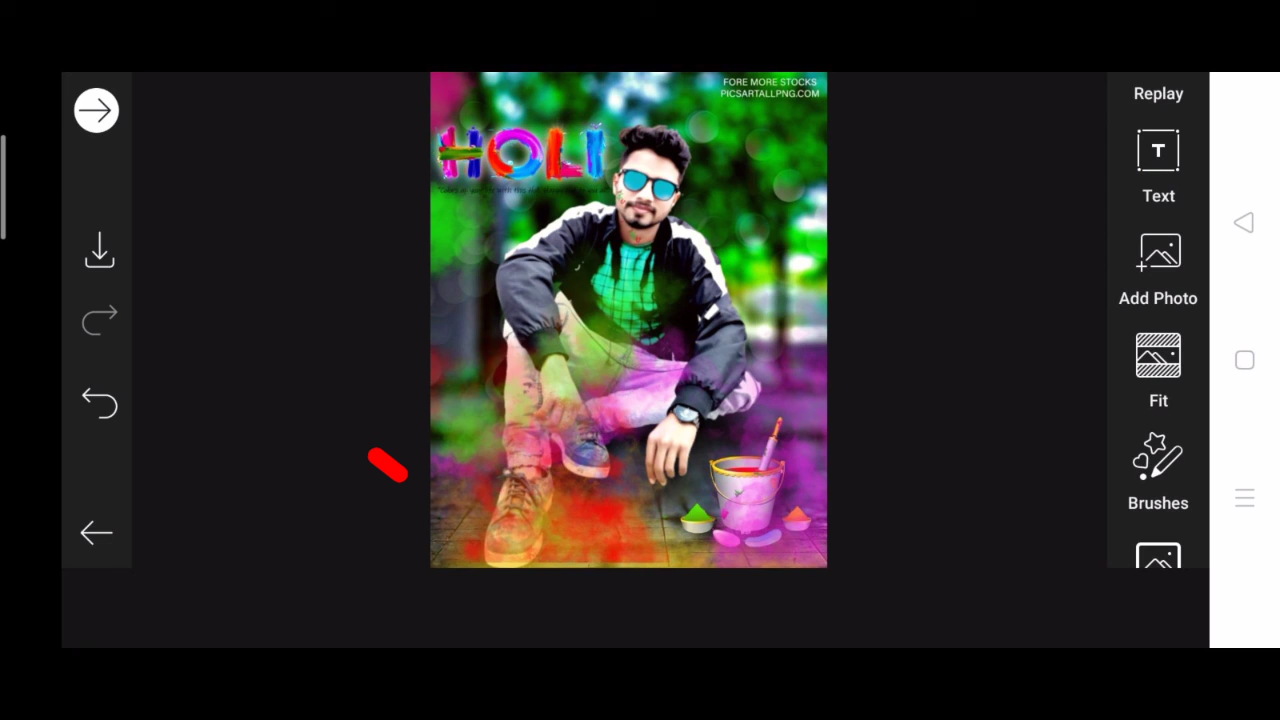 FORE MORE STOCKS
PICSARTALLPNG.COM
HOLI
Replay
Text
Add Photo
Fit
Brushes